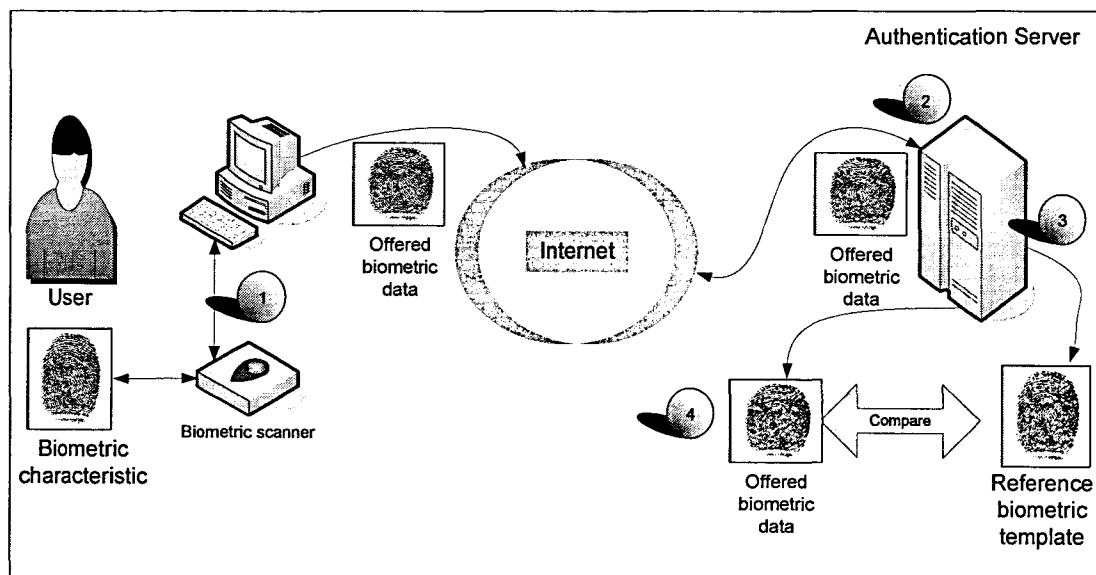 Authentication Server
2
User
1
Offered
biometric
data
Internet
Offered
biometric
data
3
Biometric
characteristic
Biometric scanner
4
Compare
Offered
biometric
data
Reference
biometric
template